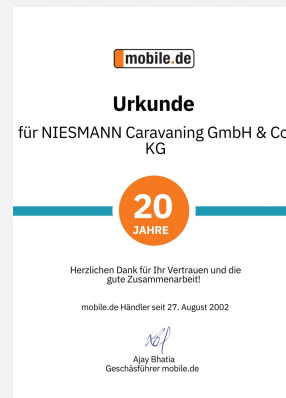 mobile.de
Urkunde
für NIESMANN Caravaning GmbH & Co
KG
20
JAHRE
Herzlichen Dank für Ihr Vertrauen und die
gute Zusammenarbeit!
mobile.de Händler seit 27. August 2002
Ajay Bhatia
Geschäsführer mobile.de